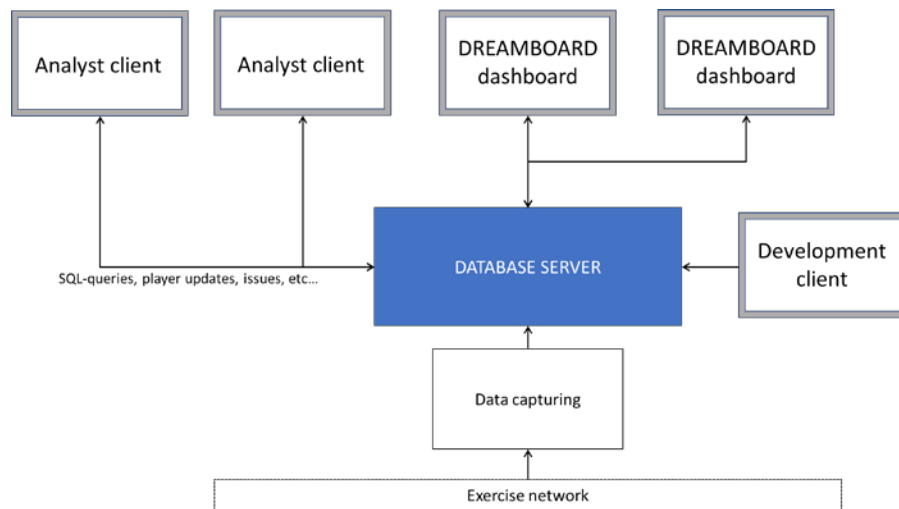 Analyst client
Analyst client
DREAMBOARD
dashboard
DREAMBOARD
dashboard
DATABASE SERVER
Development
client
SQL-queries, player updates, issues, etc...
Data capturing
Exercise network